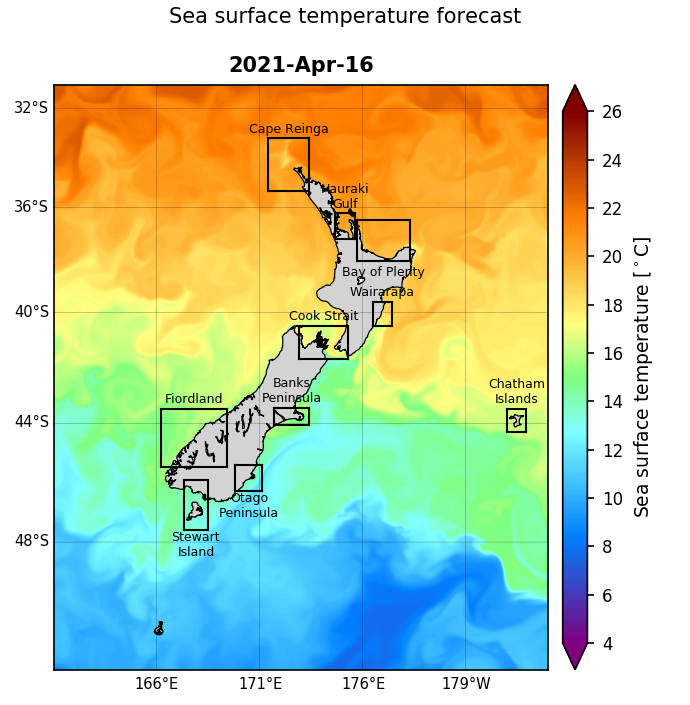 Sea surface temperature forecast
2021-Apr-16
32°S
36°S
40°S
44°S
48°S
166°E
171°E
176°E
179°W
Cape Reinga
Hauraki
Gulf
Bay of Plenty
Wairarapa
Cook Strait
Banks
Peninsula
Fiordland
Chatham
Islands
Otago
Peninsula
Stewart
Island
26
24
22
20
18
16
14
12
10
8
6
4
Sea surface temperature [°C]